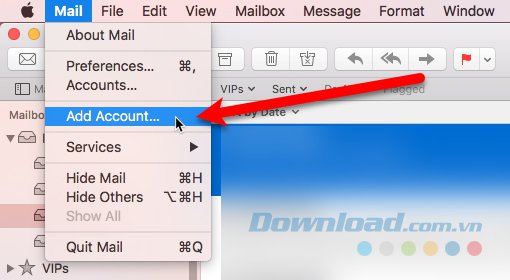 Mail File Edit View Mailbox Message Format Window
About Mail
Preferences... ⌘,
Accounts...
VIPs Sent Flagged
Add Account...
by Date
Mailbo
Services
Hide Mail ⌘H
Hide Others ⌥⌘H
Show All
Quit Mail ⌘Q
VIPs
Download.com.vn